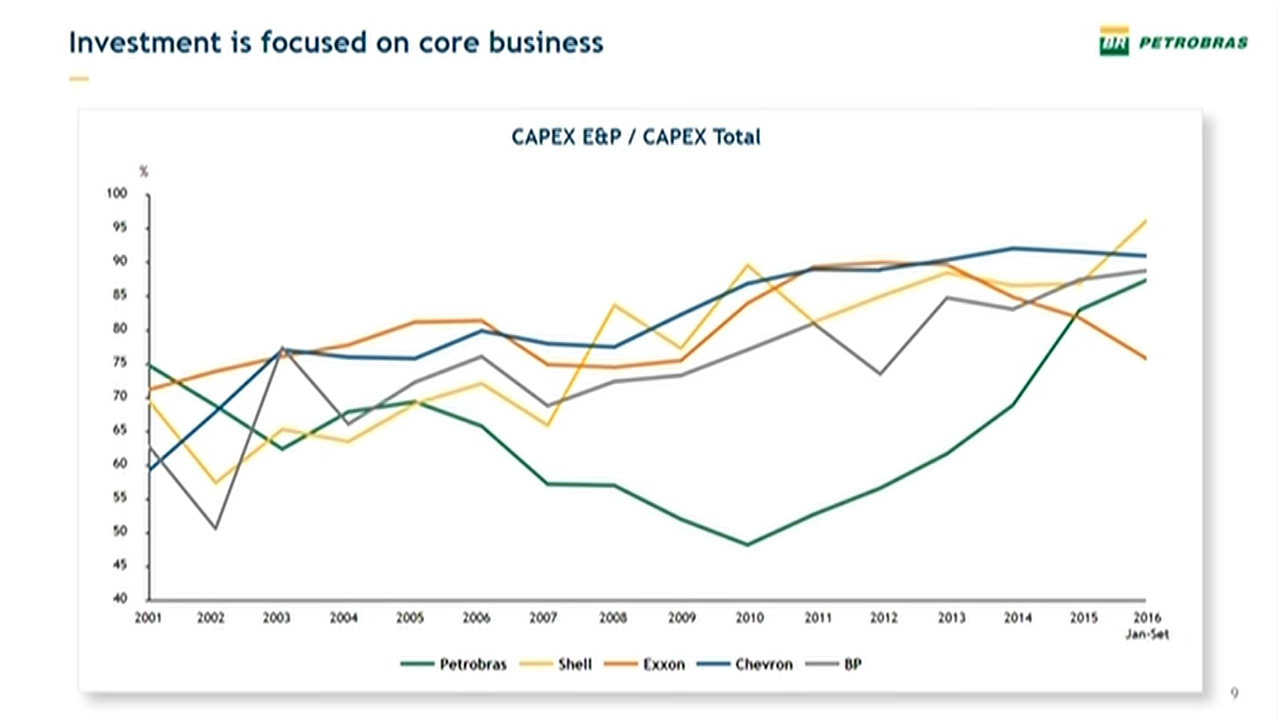 Investment is focused on core business
BR PETROBRAS
CAPEX E&P / CAPEX Total
%
100
95
90
85
80
75
70
65
60
55
50
45
40
2001 2002 2003 2004 2005 2006 2007 2008 2009 2010 2011 2012 2013 2014 2015 2016
Jan-Set
Petrobras Shell Exxon Chevron BP
9